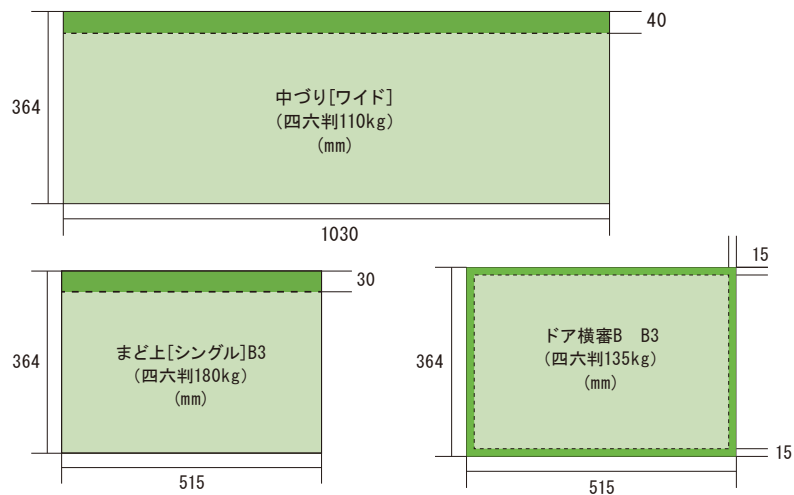 40
364
中づり[ワイド]
(四六判110kg)
(mm)
1030
30
364
まど上[シングル]B3
(四六判180kg)
(mm)
515
15
364
ドア横審B　B3
(四六判135kg)
(mm)
15
515